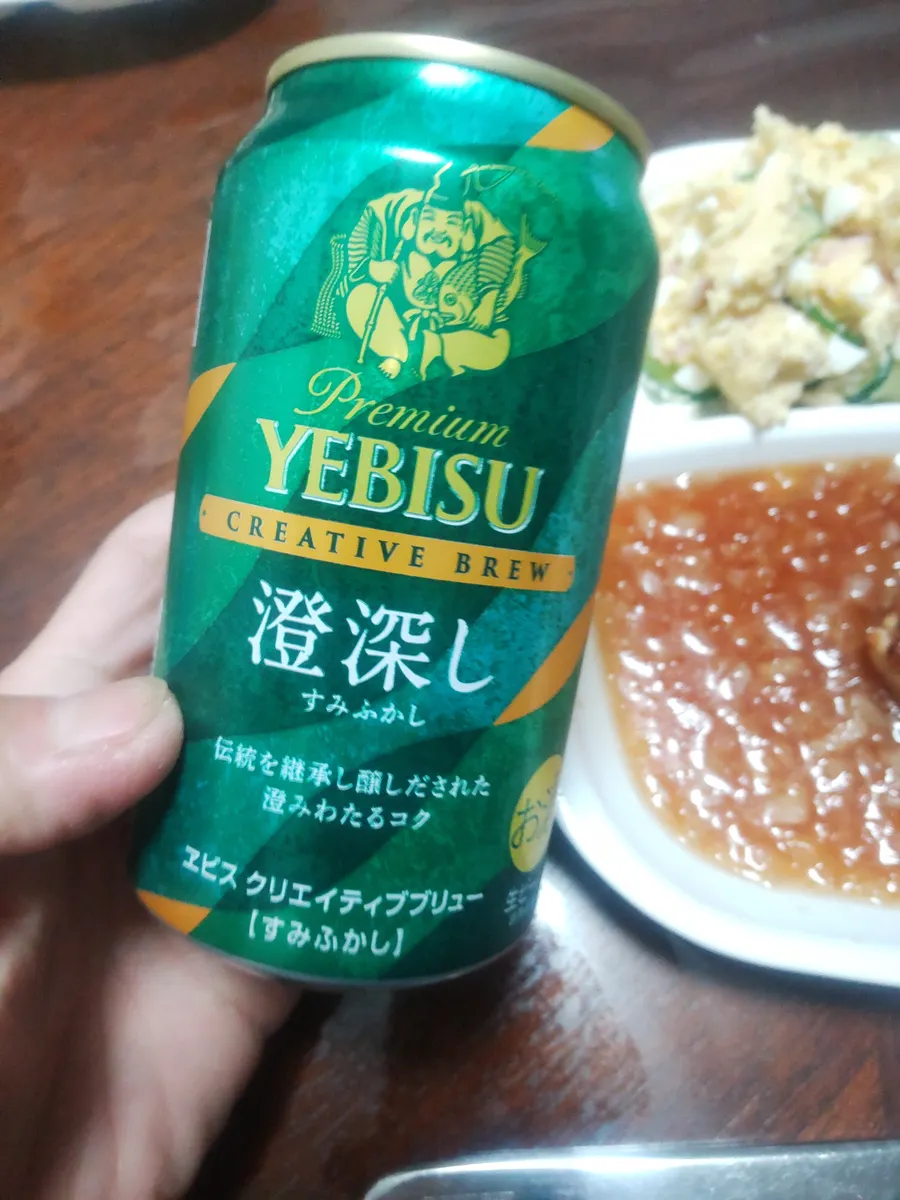 Premium
YEBISU
CREATIVE BREW
澄深し
すみふかし
伝統を継承し醸しだされた
澄みわたるコク
ヱビス クリエイティブブリュー
[すみふかし]
お